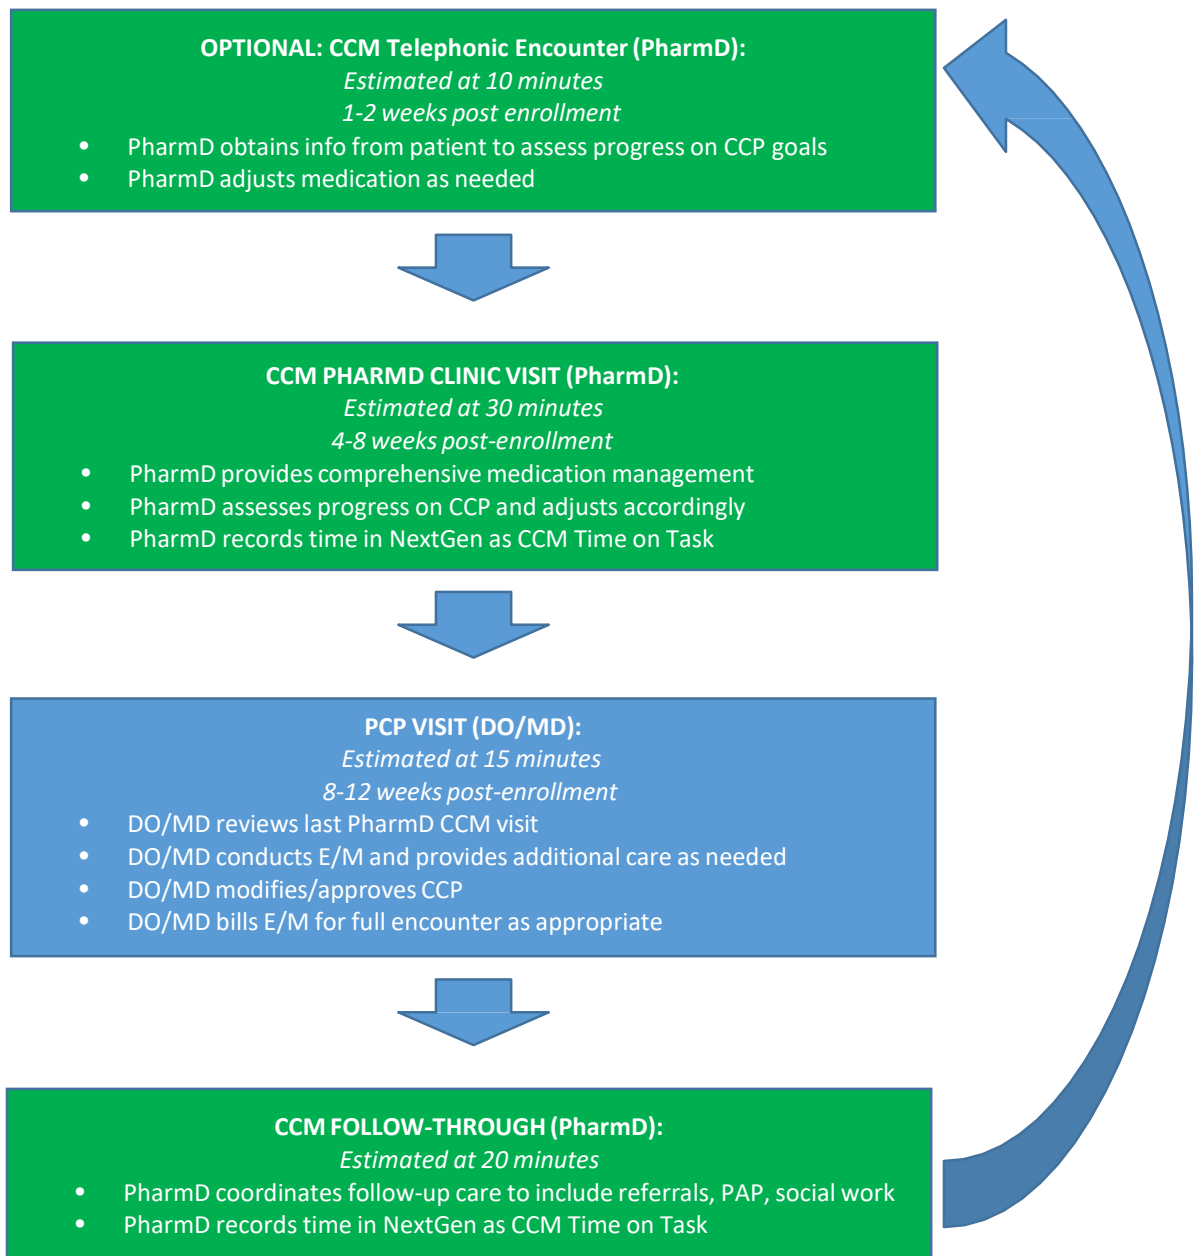 OPTIONAL: CCM Telephonic Encounter (PharmD):
Estimated at 10 minutes
1-2 weeks post enrollment
• PharmD obtains info from patient to assess progress on CCP goals
• PharmD adjusts medication as needed
CCM PHARMD CLINIC VISIT (PharmD):
Estimated at 30 minutes
4-8 weeks post-enrollment
• PharmD provides comprehensive medication management
• PharmD assesses progress on CCP and adjusts accordingly
• PharmD records time in NextGen as CCM Time on Task
PCP VISIT (DO/MD):
Estimated at 15 minutes
8-12 weeks post-enrollment
• DO/MD reviews last PharmD CCM visit
• DO/MD conducts E/M and provides additional care as needed
• DO/MD modifies/approves CCP
• DO/MD bills E/M for full encounter as appropriate
CCM FOLLOW-THROUGH (PharmD):
Estimated at 20 minutes
• PharmD coordinates follow-up care to include referrals, PAP, social work
• PharmD records time in NextGen as CCM Time on Task